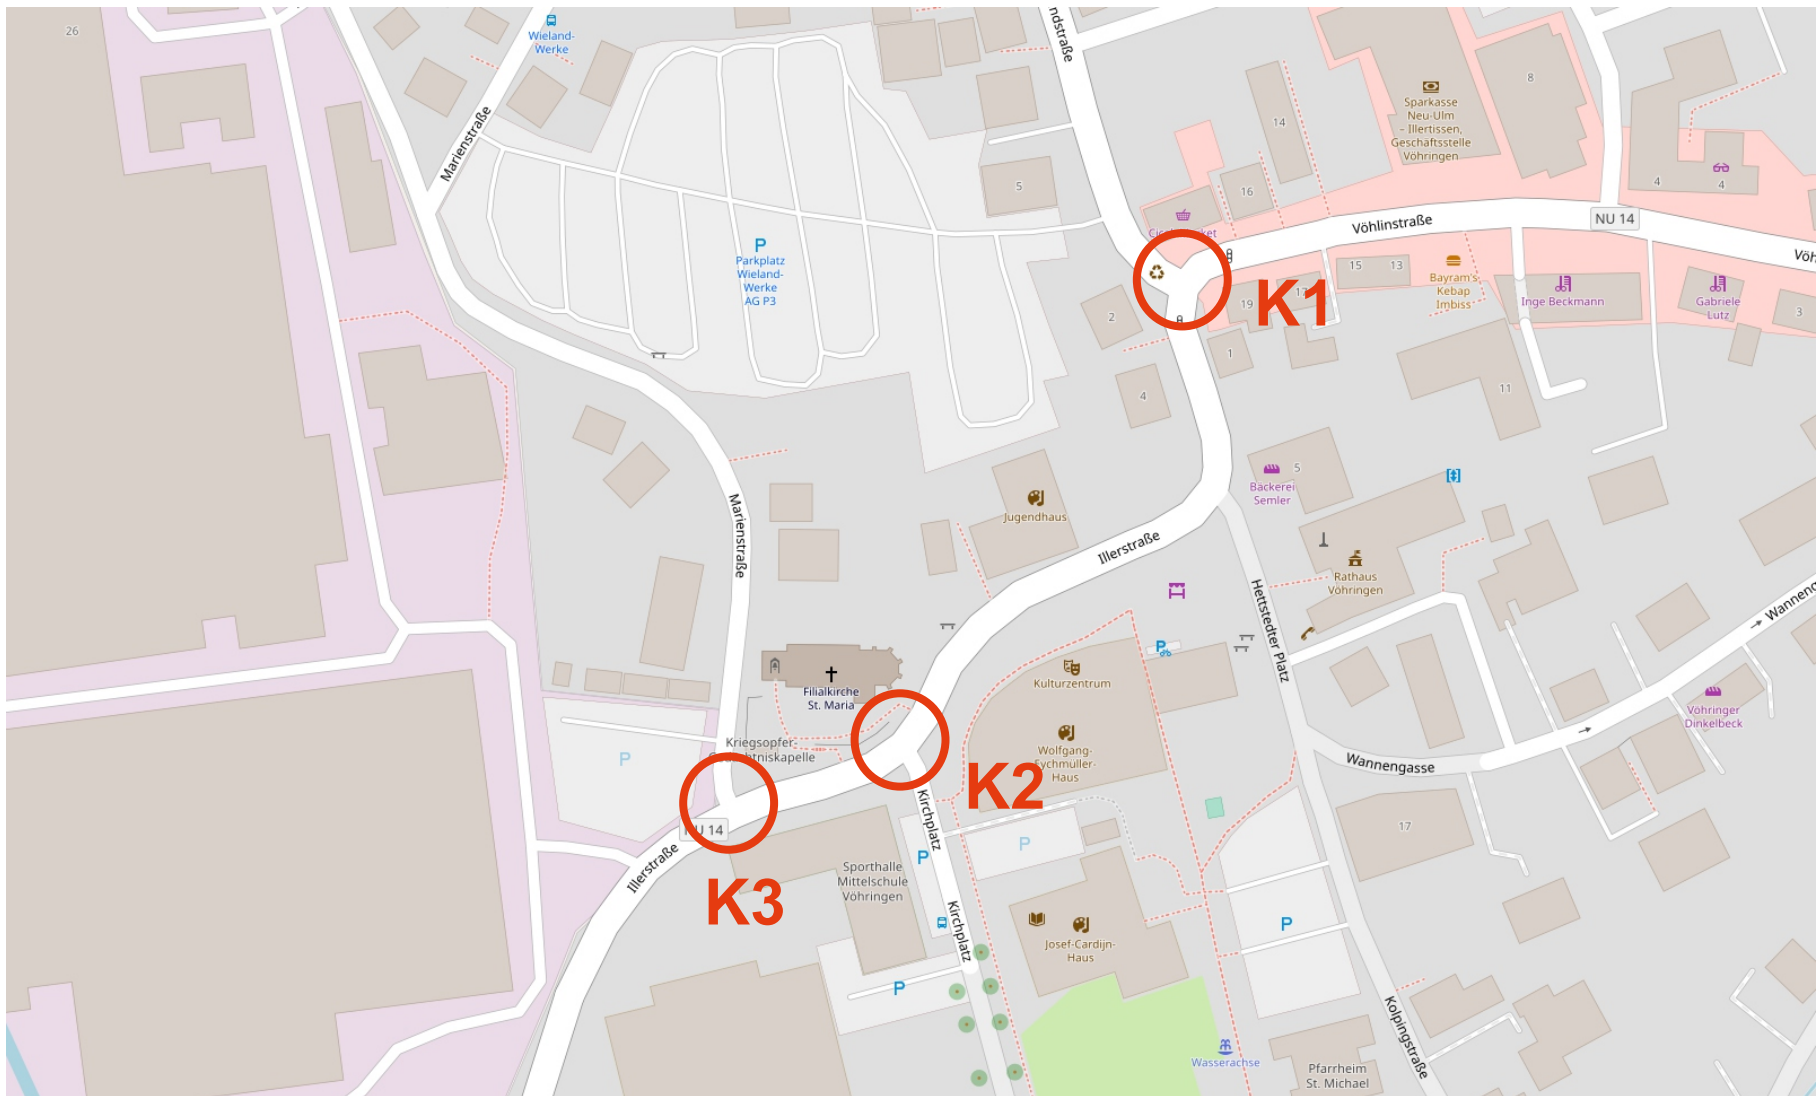 26
Wieland-
Werke
ndstraße
Marienstraße
5
14
16
Sparkasse
Neu-Ulm
- Illertissen,
Geschäftsstelle
Vöhringen
8
4
4
NU 14
Vöhlinstraße
Vöh
P
Parkplatz
Wieland-
Werke
AG P3
K1
2
4
19
1
15
13
Bayram's
Kebap
Imbiss
Inge Beckmann
Gabriele
Lutz
3
11
5
Bäckerei
Semler
Jugendhaus
Marienstraße
Illerstraße
Rathaus
Vöhringen
Hettstedter Platz
Wanneng
Filialkirche
St. Maria
Kriegsopfer-
P
P
Kulturzentrum
Wolfgang-
Eychmüller-
Haus
K2
Vöhringer
Dinkelbeck
Wannengasse
Kirchplatz
NU 14
Illerstraße
K3
Sporthalle
Mittelschule
Vöhringen
P
P
17
Kirchplatz
Josef-Cardijn-
Haus
P
P
Kolpingstraße
Wasserachse
Pfarrheim
St. Michael